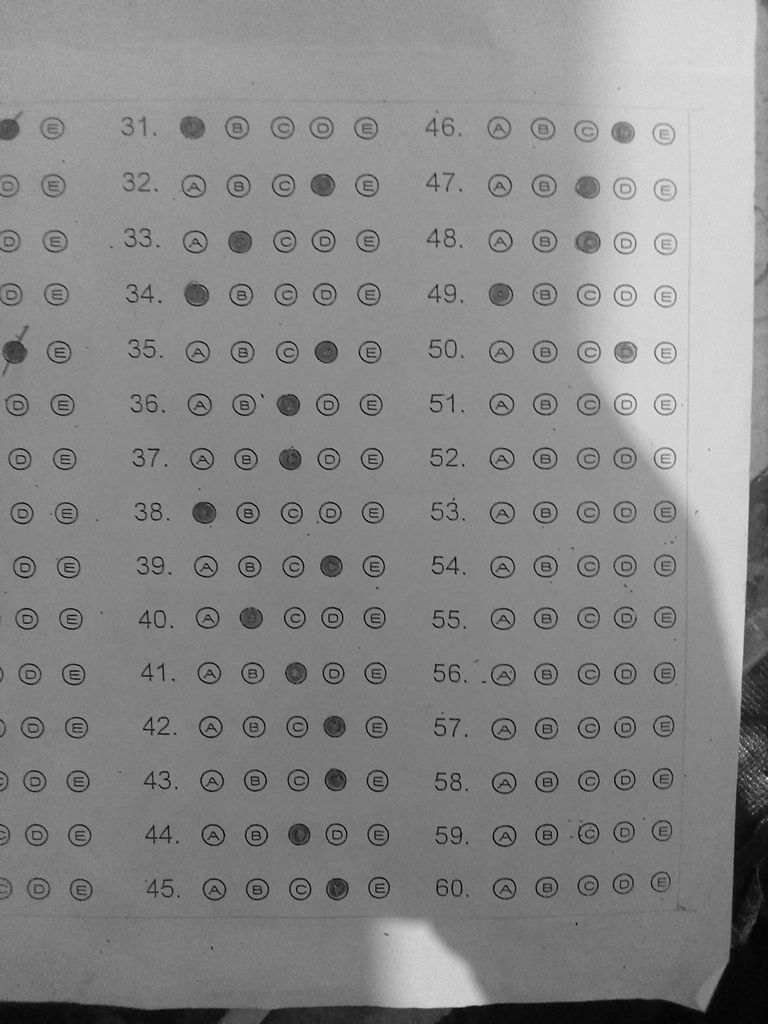 E 31. B C D E 46. A B C E
D E 32. A B C E 47. A B D E
D E 33. A C D E 48. A B D E
D E 34. B C D E 49. B C D E
E 35. A B C E 50. A B C D E
D E 36. A B D E 51. A B C D E
D E 37. A B D E 52. A B C D E
D E 38. B C D E 53. A B C D E
D E 39. A B C E 54. A B C D E
D E 40. A B C D E 55. A B C D E
D E 41. A B D E 56. A B C D E
D E 42. A B C E 57. A B C D E
C D E 43. A B C E 58. A B C D E
C D E 44. A B D E 59. A B C D E
C D E 45. A B C E 60. A B C D E